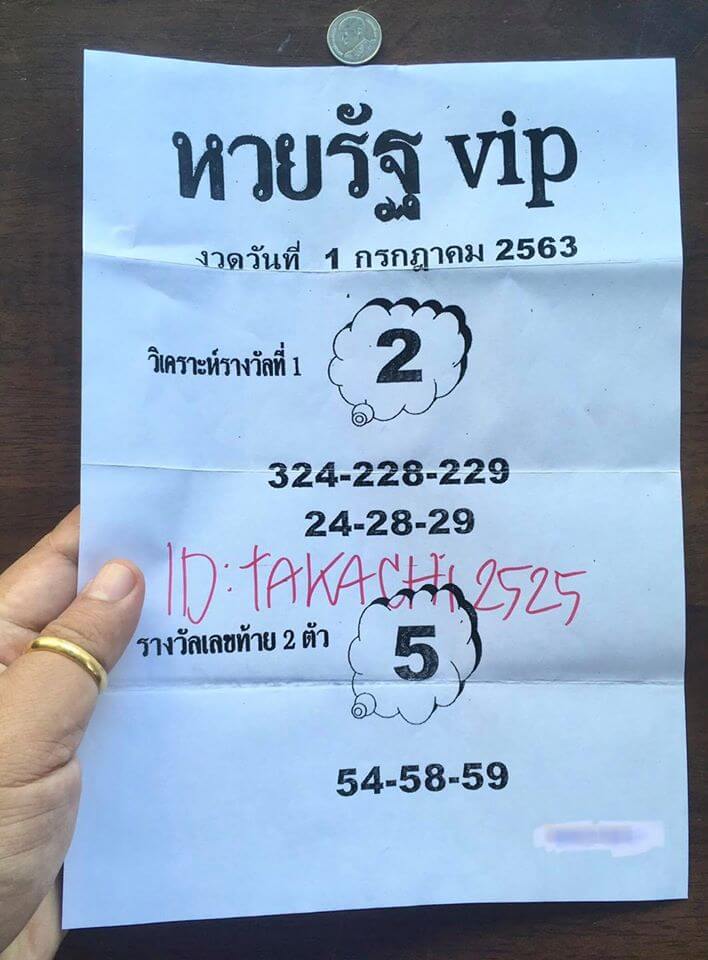 หวยรัฐ vip
งวดวันที่ 1 กรกฎาคม 2563
วิเคราะห์รางวัลที่ 1 2
324-228-229
24-28-29
ID: TAKACHI 2525
รางวัลเลขท้าย 2 ตัว 5
54-58-59